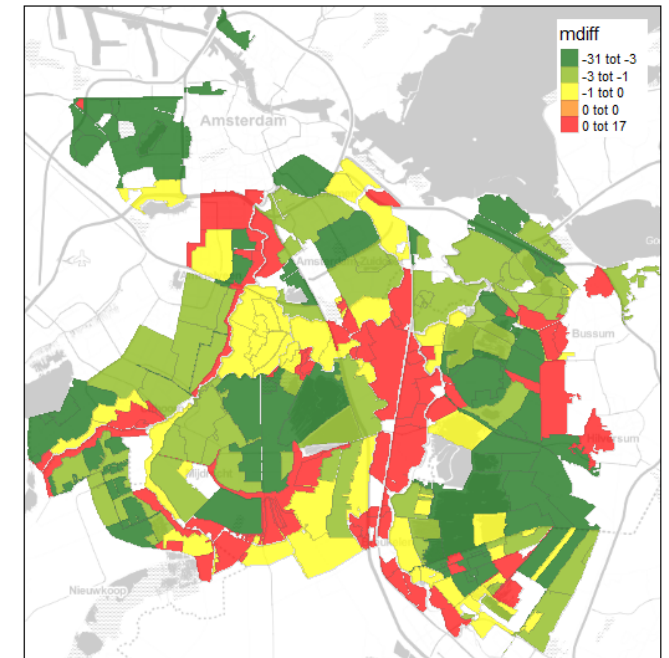 mdiff
-31 tot -3
-3 tot -1
-1 tot 0
0 tot 0
0 tot 17
Amsterdam
Bussum
Hilversum
Mijdrecht
Nieuwkoop